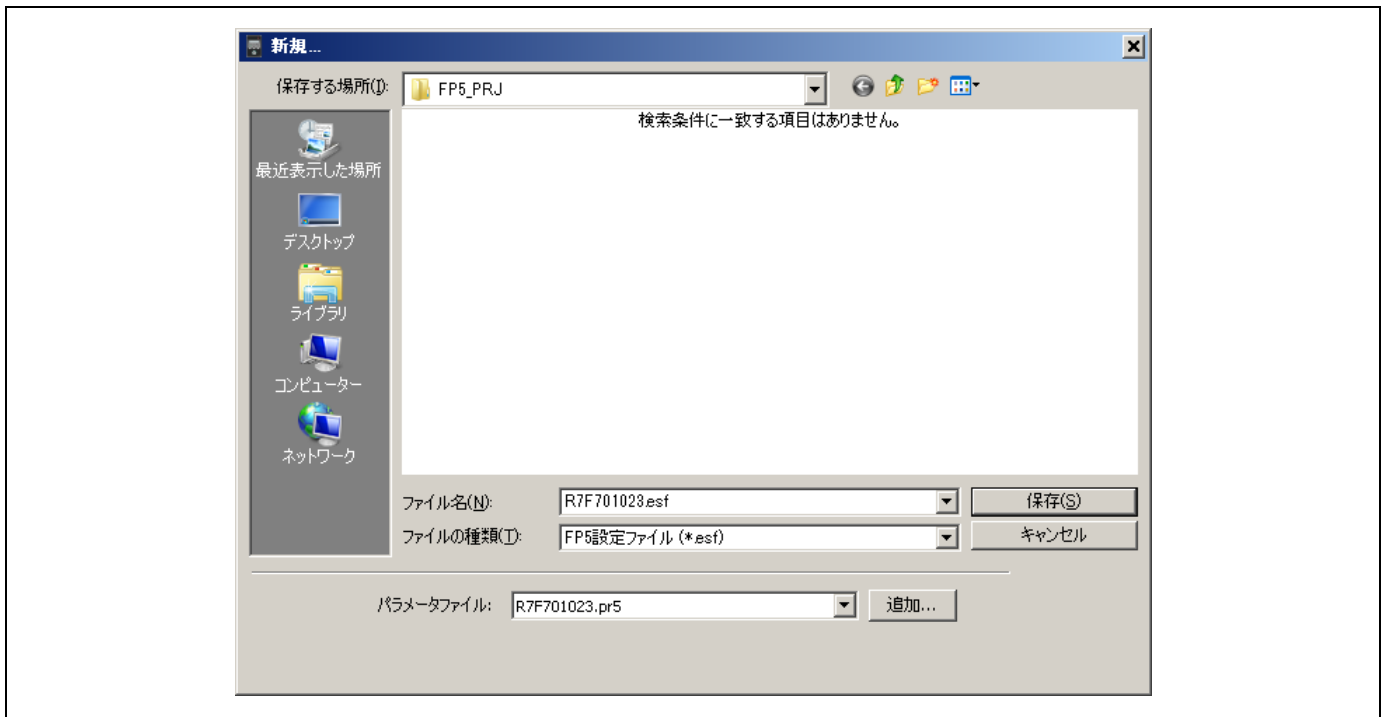 新規...
保存する場所(I):
FP5_PRJ
検索条件に一致する項目はありません。
最近表示した場所
デスクトップ
ライブラリ
コンピューター
ネットワーク
ファイル名(N):
R7F701023.esf
保存(S)
ファイルの種類(T):
FP5設定ファイル (*.esf)
キャンセル
パラメータファイル:
R7F701023.pr5
追加...